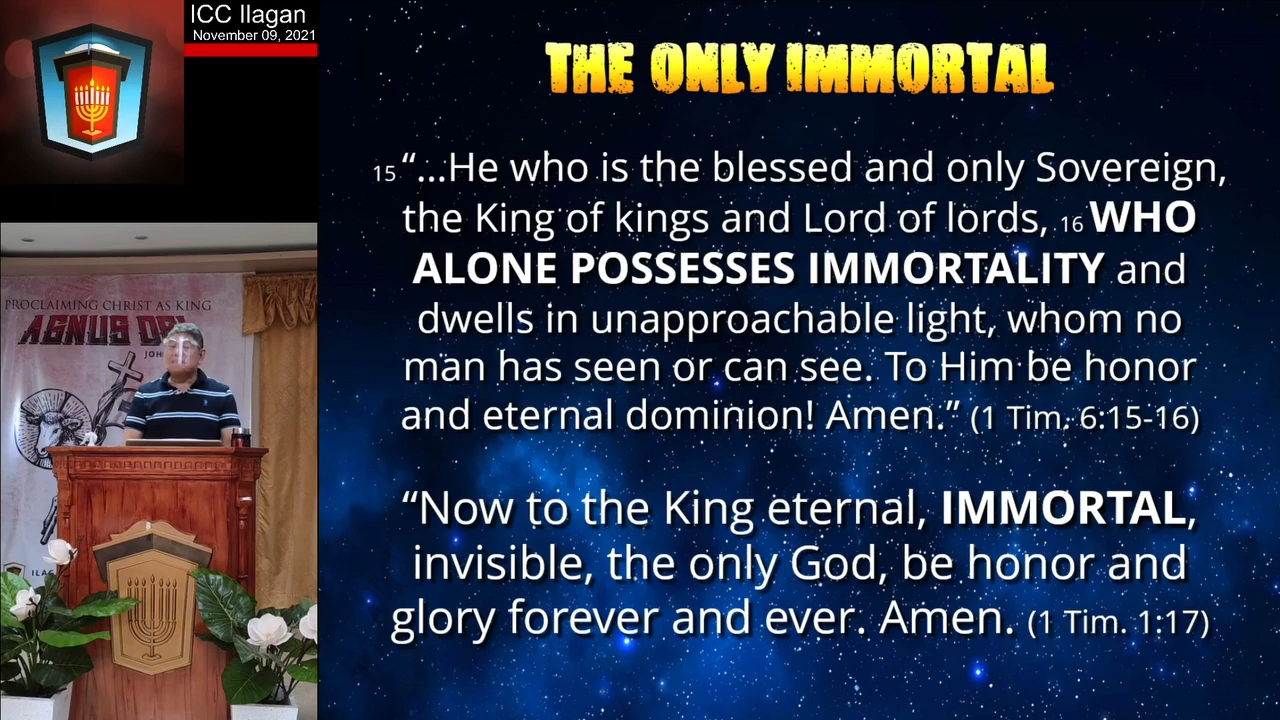 ICC Ilagan
November 09, 2021
THE ONLY IMMORTAL
15 “...He who is the blessed and only Sovereign,
the King of kings and Lord of lords, 16 WHO
ALONE POSSESSES IMMORTALITY and
dwells in unapproachable light, whom no
man has seen or can see. To Him be honor
and eternal dominion! Amen.” (1 Tim. 6:15-16)
“Now to the King eternal, IMMORTAL,
invisible, the only God, be honor and
glory forever and ever. Amen. (1 Tim. 1:17)
PROCLAIMING CHRIST AS KING
AGNUS